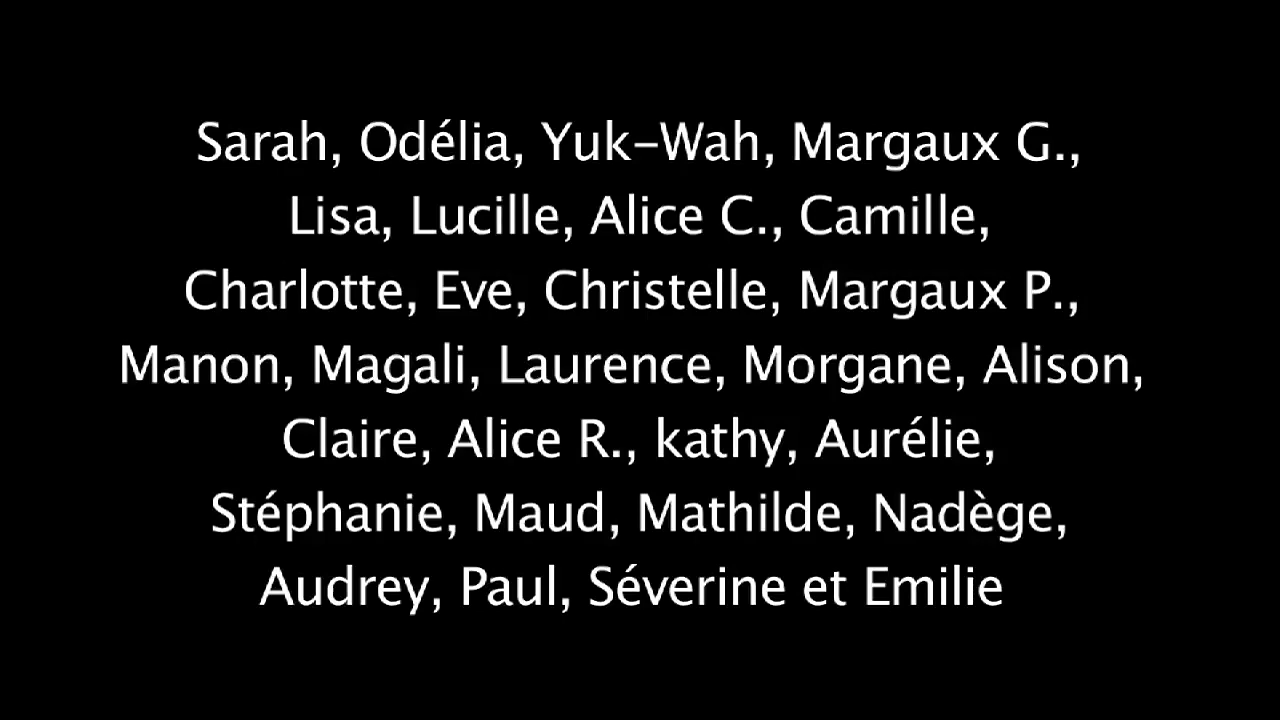 Sarah, Odélia, Yuk-Wah, Margaux G.,
Lisa, Lucille, Alice C., Camille,
Charlotte, Eve, Christelle, Margaux P.,
Manon, Magali, Laurence, Morgane, Alison,
Claire, Alice R., kathy, Aurélie,
Stéphanie, Maud, Mathilde, Nadège,
Audrey, Paul, Séverine et Emilie